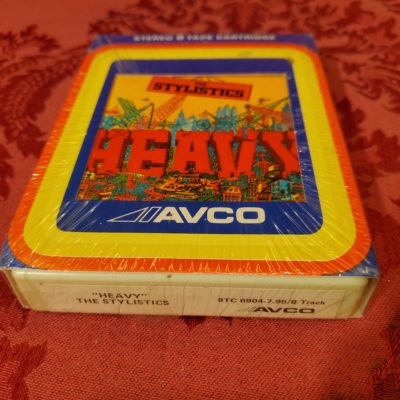 STEREO 8 TAPE CARTRIDGE
THE
STYLISTICS
HEAVY
AVCO
"HEAVY"
THE STYLISTICS
8TC 6904-7.95/8 Track
AVCO